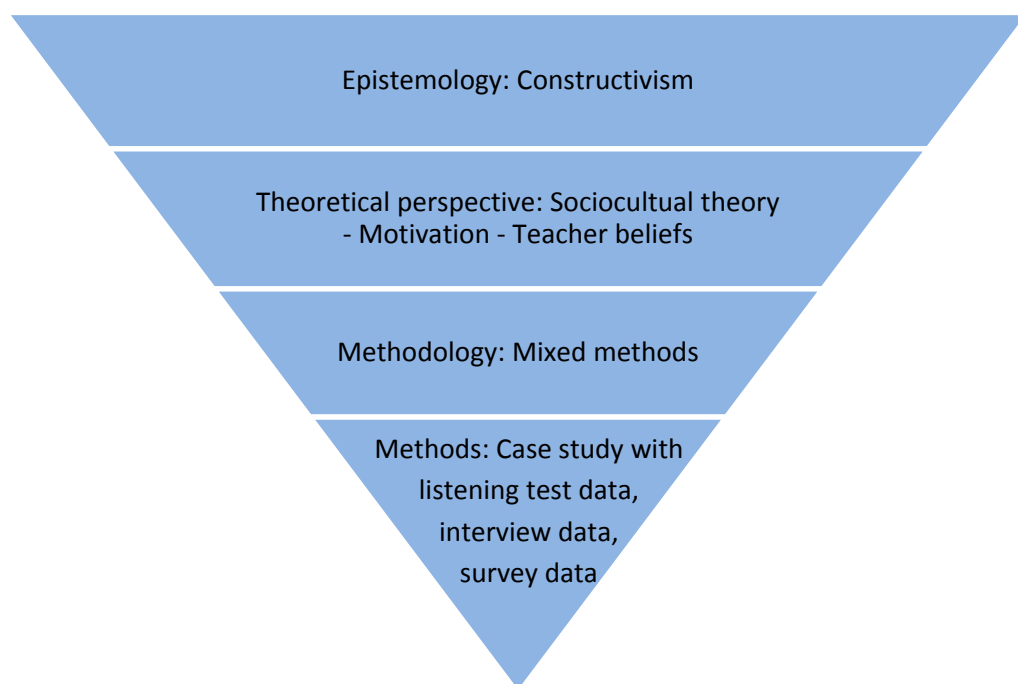 Epistemology: Constructivism
Theoretical perspective: Sociocultual theory
- Motivation - Teacher beliefs
Methodology: Mixed methods
Methods: Case study with
listening test data,
interview data,
survey data